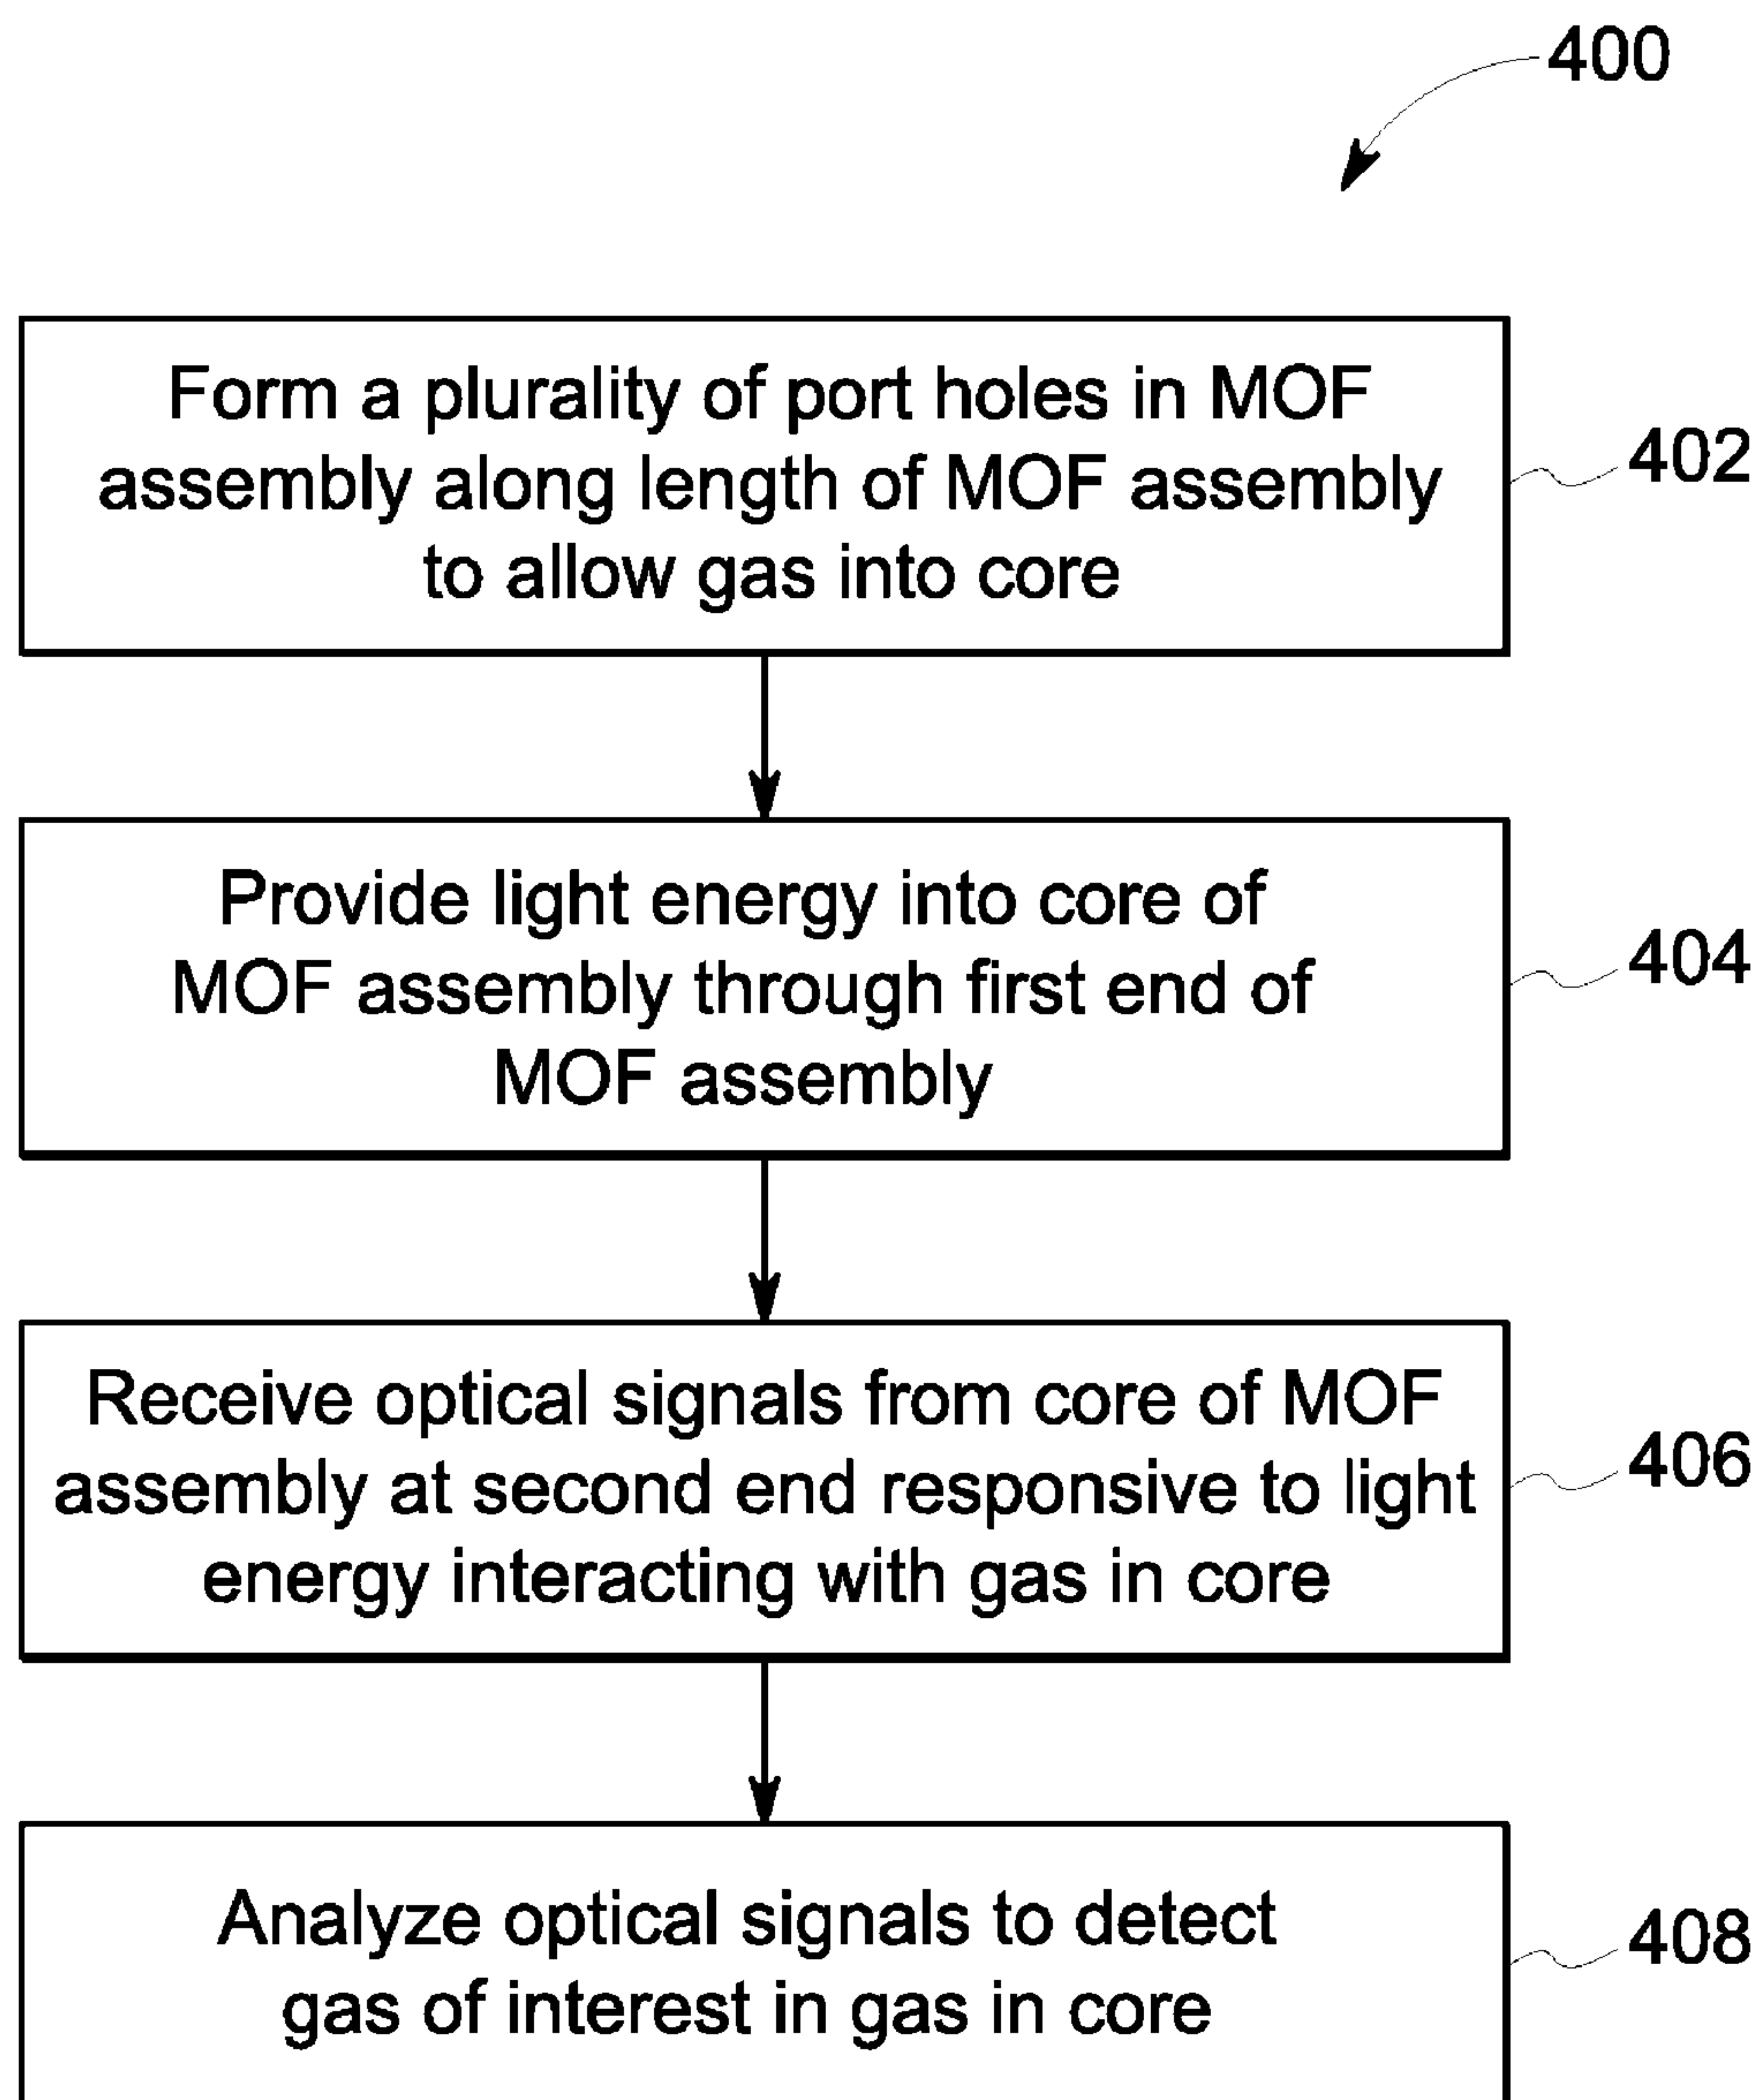 400
Form a plurality of port holes in MOF
assembly along length of MOF assembly
to allow gas into core
402
Provide light energy into core of
MOF assembly through first end of
MOF assembly
404
Receive optical signals from core of MOF
assembly at second end responsive to light
energy interacting with gas in core
406
Analyze optical signals to detect
gas of interest in gas in core
408